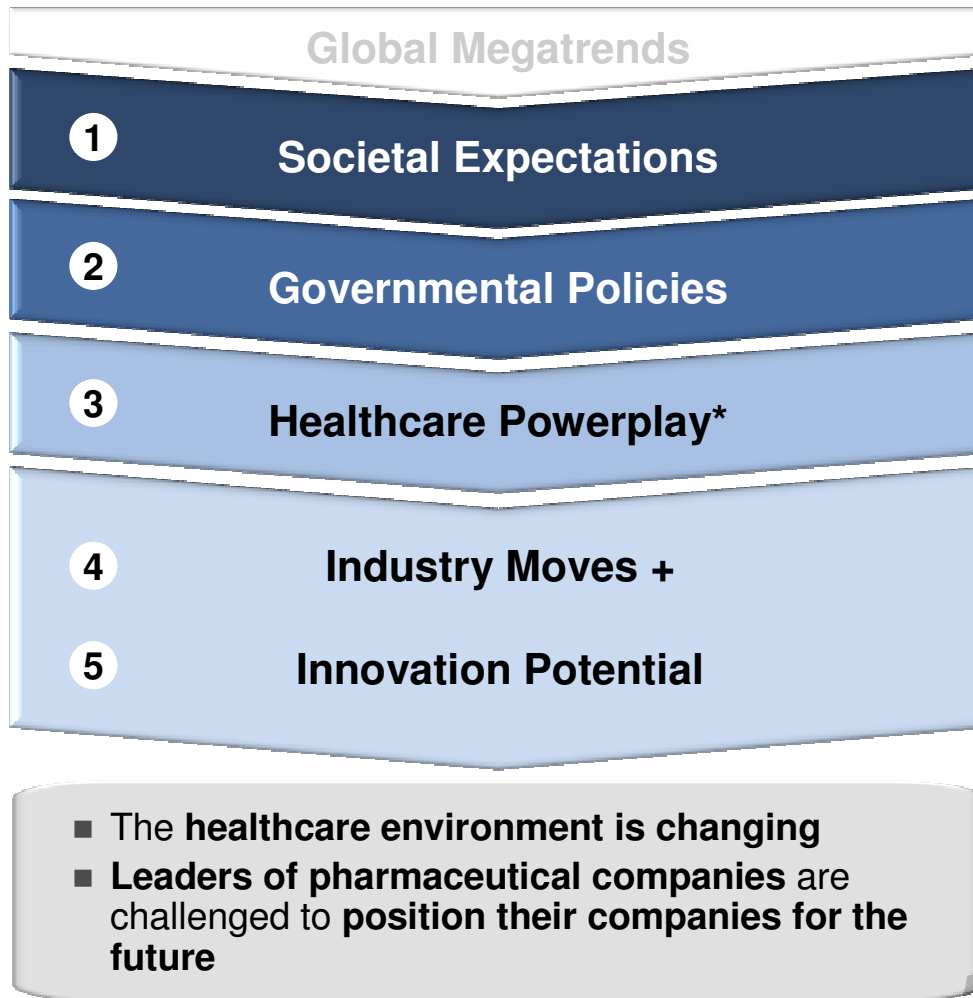 Global Megatrends
1 Societal Expectations
2 Governmental Policies
3 Healthcare Powerplay*
4 Industry Moves +
5 Innovation Potential
■ The healthcare environment is changing
■ Leaders of pharmaceutical companies are
challenged to position their companies for the
future